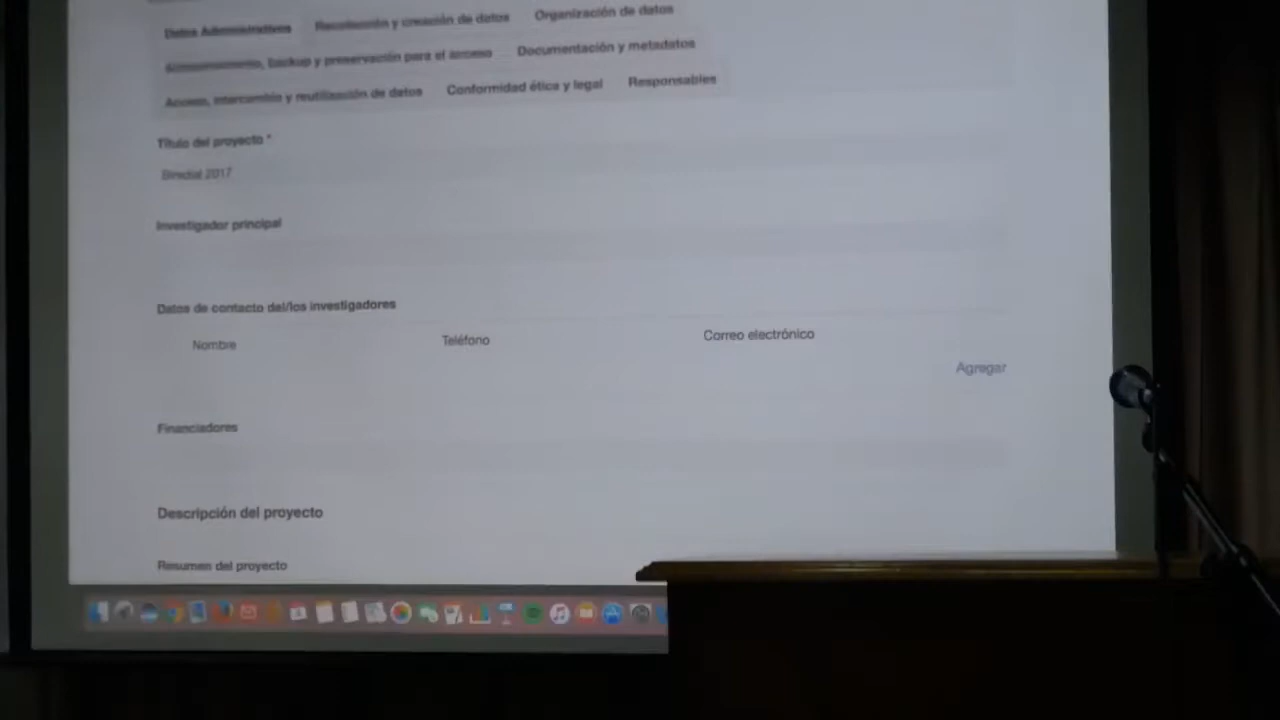 Datos Administrativos Recolección y creación de datos Organización de datos
Almacenamiento, backup y preservación para el acceso Documentación y metadatos
Acceso, intercambio y reutilización de datos Conformidad ética y legal Responsables
Título del proyecto *
2017
Investigador principal
Datos de contacto del/los investigadores
Nombre Teléfono Correo electrónico
Agregar
Financiadores
Descripción del proyecto
Resumen del proyecto